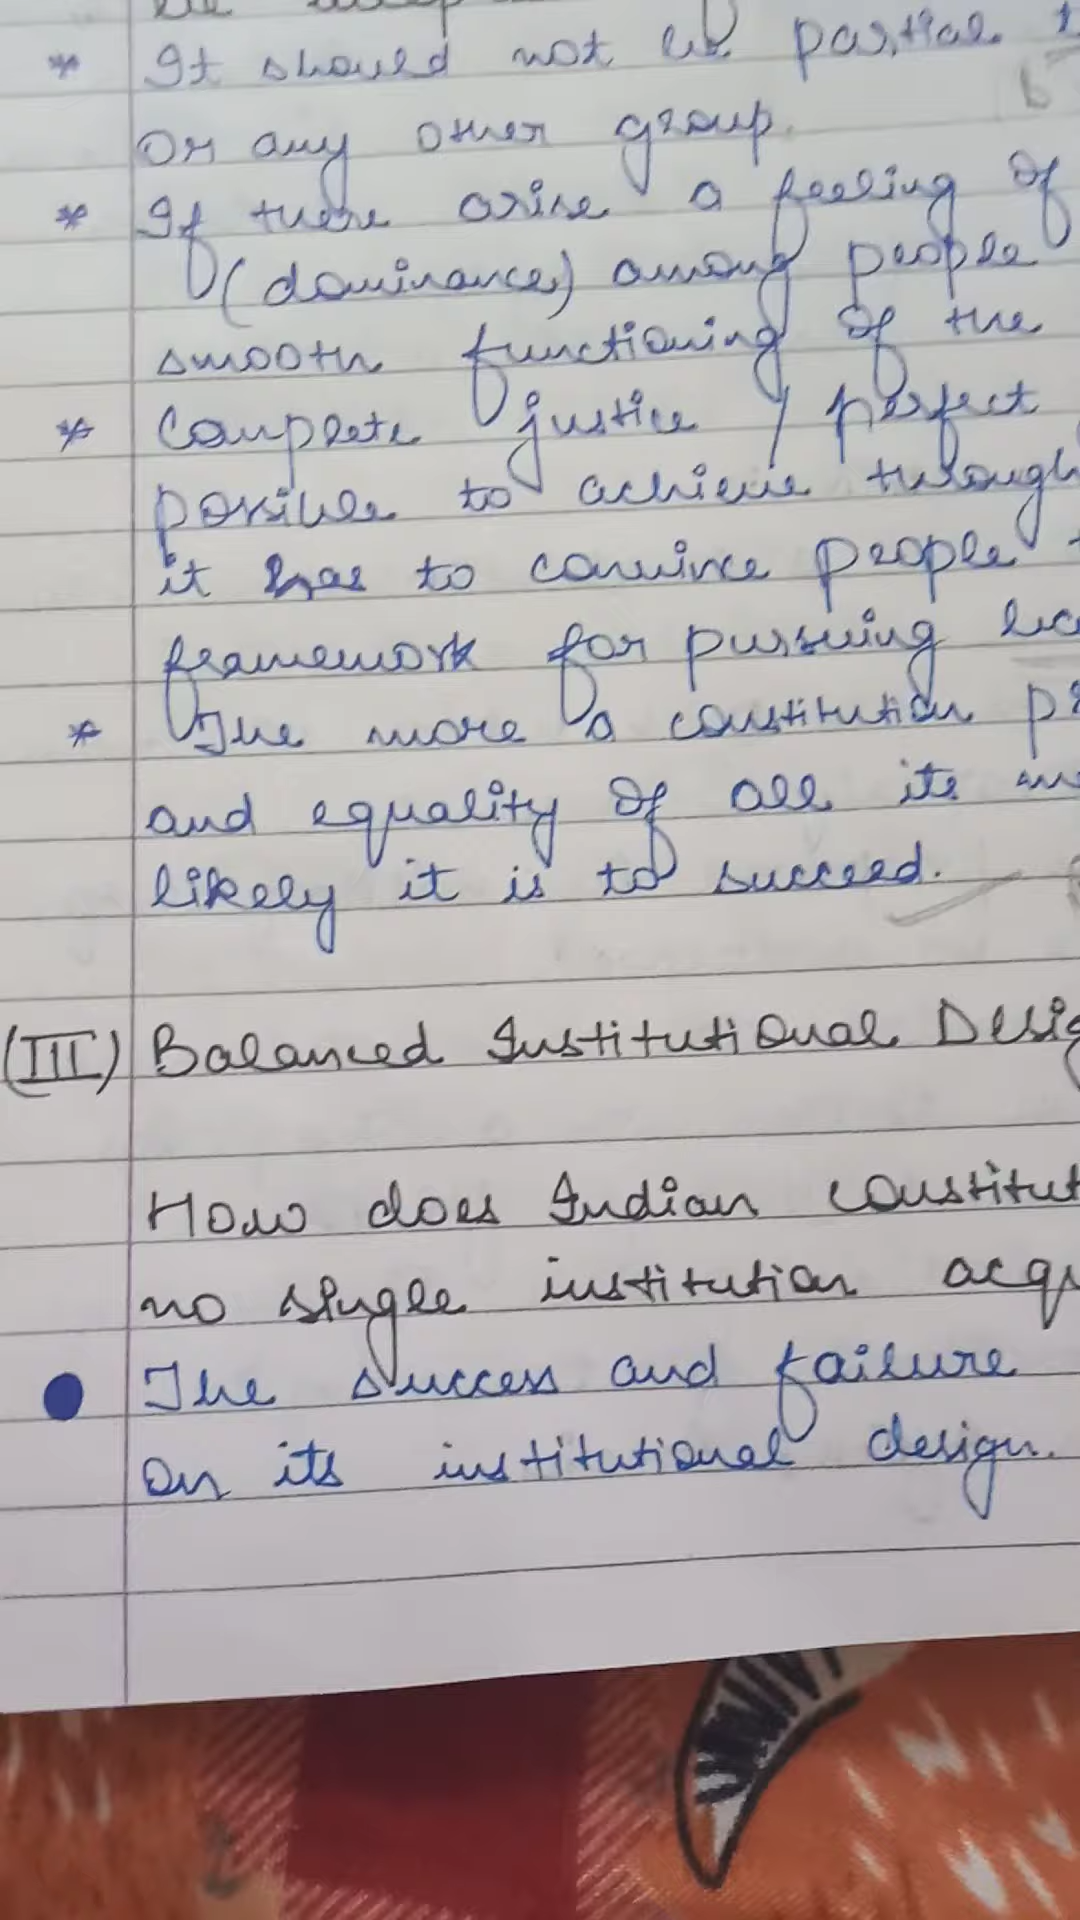 * It should not be partial
or any other group.
* If there arise a feeling of
(dominance) among people
smooth functioning of the
* Complete justice / perfect
possible to achieve through
it has to convince people
framework for pursuing
* The more a constitution
and equality of all its
likely it is to succeed.
(III) Balanced Institutional Desig
How does Indian constitut
no single institution acqu
● The success and failure
on its institutional design.